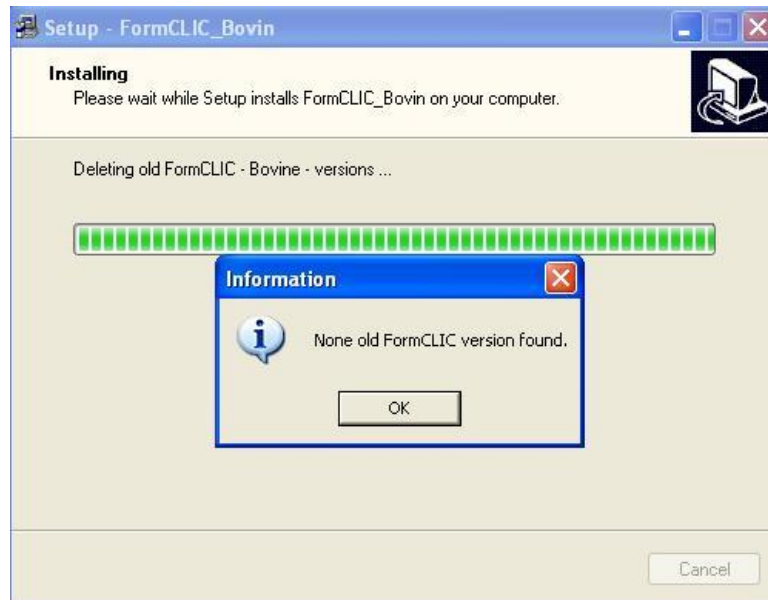 Setup - FormCLIC_Bovin
Installing
Please wait while Setup installs FormCLIC_Bovin on your computer.
Deleting old FormCLIC - Bovine - versions ...
Information
None old FormCLIC version found.
OK
Cancel